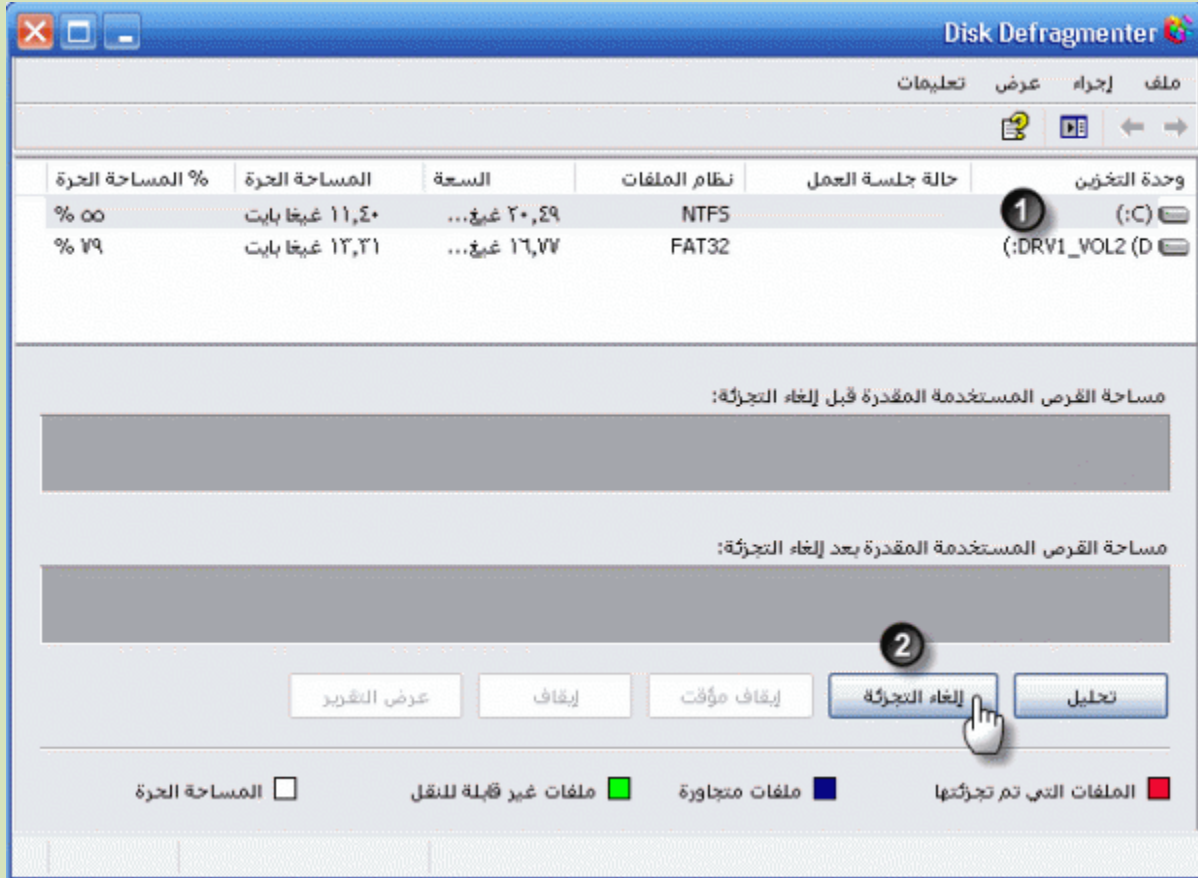 Disk Defragmenter
ملف إجراء عرض تعليمات
وحدة التخزين حالة جلسة العمل نظام الملفات السعة المساحة الحرة % المساحة الحرة
(:C) NTFS ٢٠,٤٩ غيغ... ١١,٤٠ غيغا بايت ٥٥ %
(:DRV1_VOL2 (D FAT32 ١٦,٧٧ غيغ... ١٣,٣١ غيغا بايت ٧٩ %
1
مساحة القرص المستخدمة المقدرة قبل إلغاء التجزئة:
مساحة القرص المستخدمة المقدرة بعد إلغاء التجزئة:
2
تحليل إلغاء التجزئة إيقاف مؤقت إيقاف عرض التقرير
الملفات التي تم تجزئتها ملفات متجاورة ملفات غير قابلة للنقل المساحة الحرة